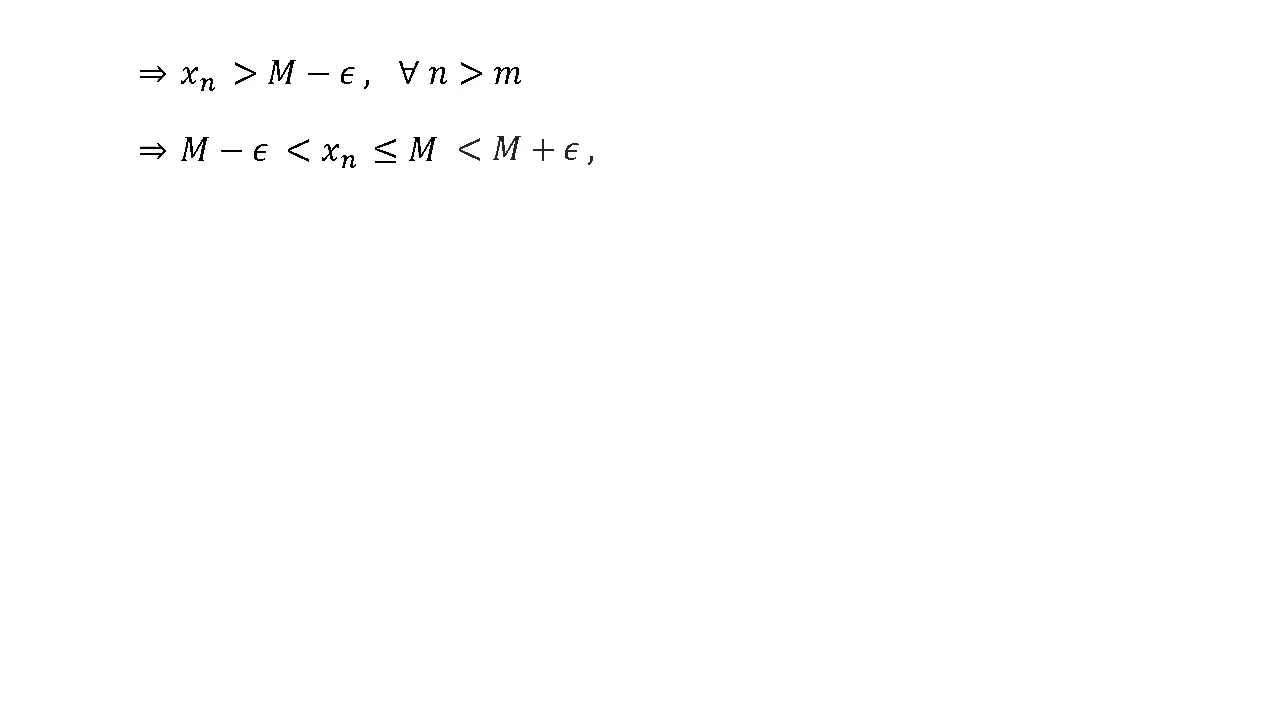 ⇒ xₙ > M − ϵ , ∀ n > m
⇒ M − ϵ < xₙ ≤ M < M + ϵ ,